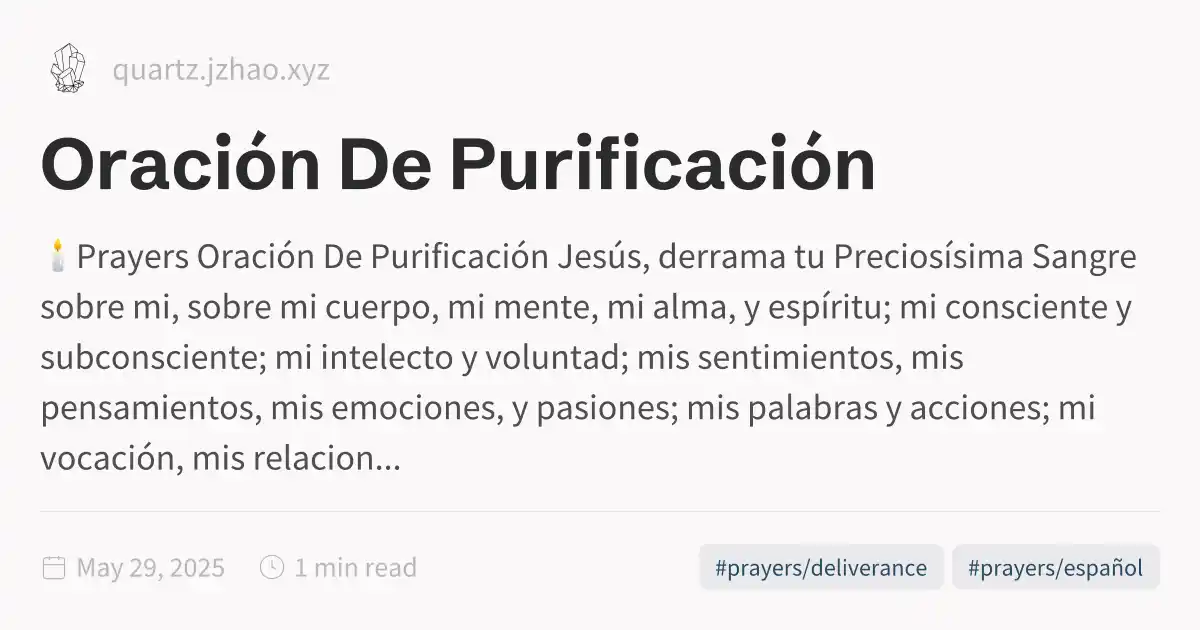 quartz.jzhao.xyz
Oración De Purificación
🕯️Prayers Oración De Purificación Jesús, derrama tu Preciosísima Sangre
sobre mi, sobre mi cuerpo, mi mente, mi alma, y espíritu; mi consciente y
subconsciente; mi intelecto y voluntad; mis sentimientos, mis
pensamientos, mis emociones, y pasiones; mis palabras y acciones; mi
vocación, mis relacion...
May 29, 2025 1 min read #prayers/deliverance #prayers/español